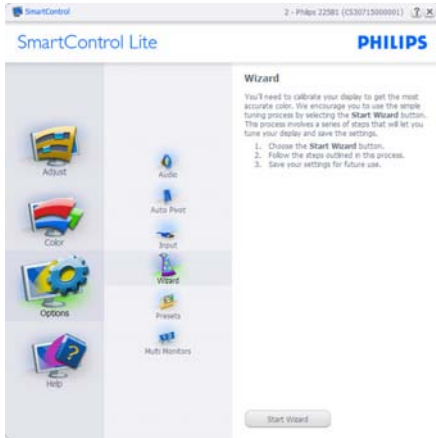 SmartControl
2 - Philips 225B1 (CS30715000001)
SmartControl Lite
PHILIPS
Adjust
Color
Options
Help
Audio
Auto Pivot
Input
Wizard
Presets
Multi Monitors
Wizard
You'll need to calibrate your display to get the most
accurate color. We encourage you to use the simple
tuning process by selecting the Start Wizard button.
This process involves a series of steps that will let you
tune your display and save the settings.
1. Choose the Start Wizard button.
2. Follow the steps outlined in the process.
3. Save your settings for future use.
Start Wizard